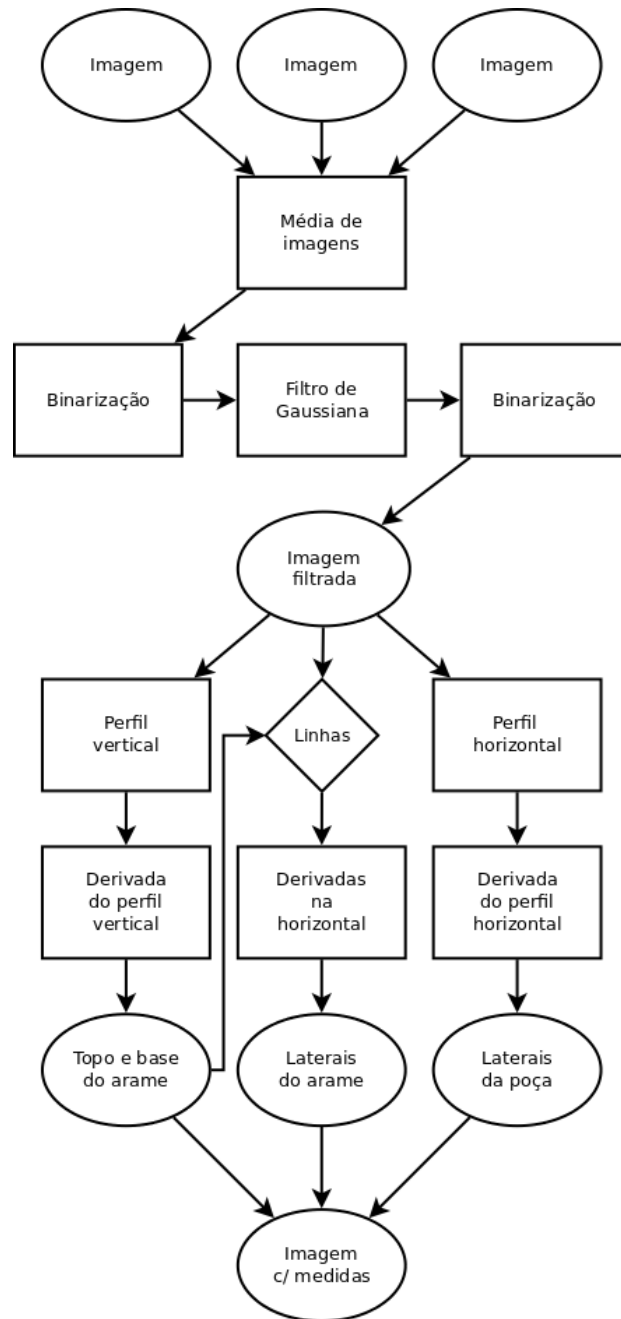 Imagem
Imagem
Imagem
Média de
imagens
Binarização
Filtro de
Gaussiana
Binarização
Imagem
filtrada
Perfil
vertical
Linhas
Perfil
horizontal
Derivada
do perfil
vertical
Derivadas
na
horizontal
Derivada
do perfil
horizontal
Topo e base
do arame
Laterais
do arame
Laterais
da poça
Imagem
c/ medidas